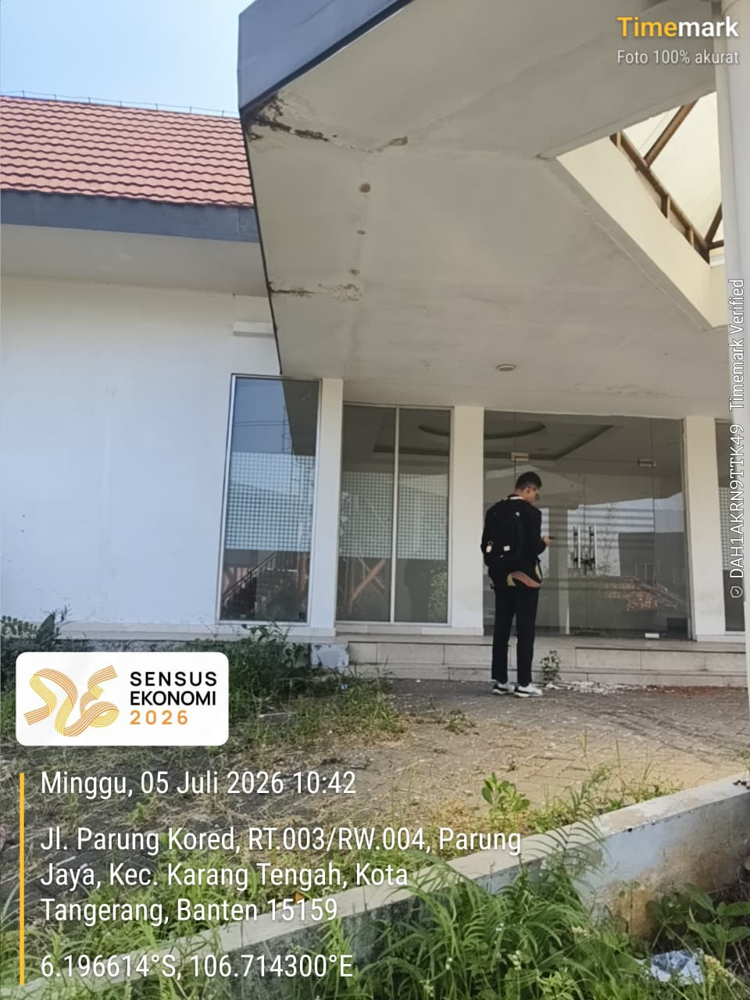 Timemark
Foto 100% akurat
DAH1AKRN9TTK49 Timemark Verified
SENSUS
EKONOMI
2026
Minggu, 05 Juli 2026 10:42
Jl. Parung Kored, RT.003/RW.004, Parung
Jaya, Kec. Karang Tengah, Kota
Tangerang, Banten 15159
6.196614°S, 106.714300°E